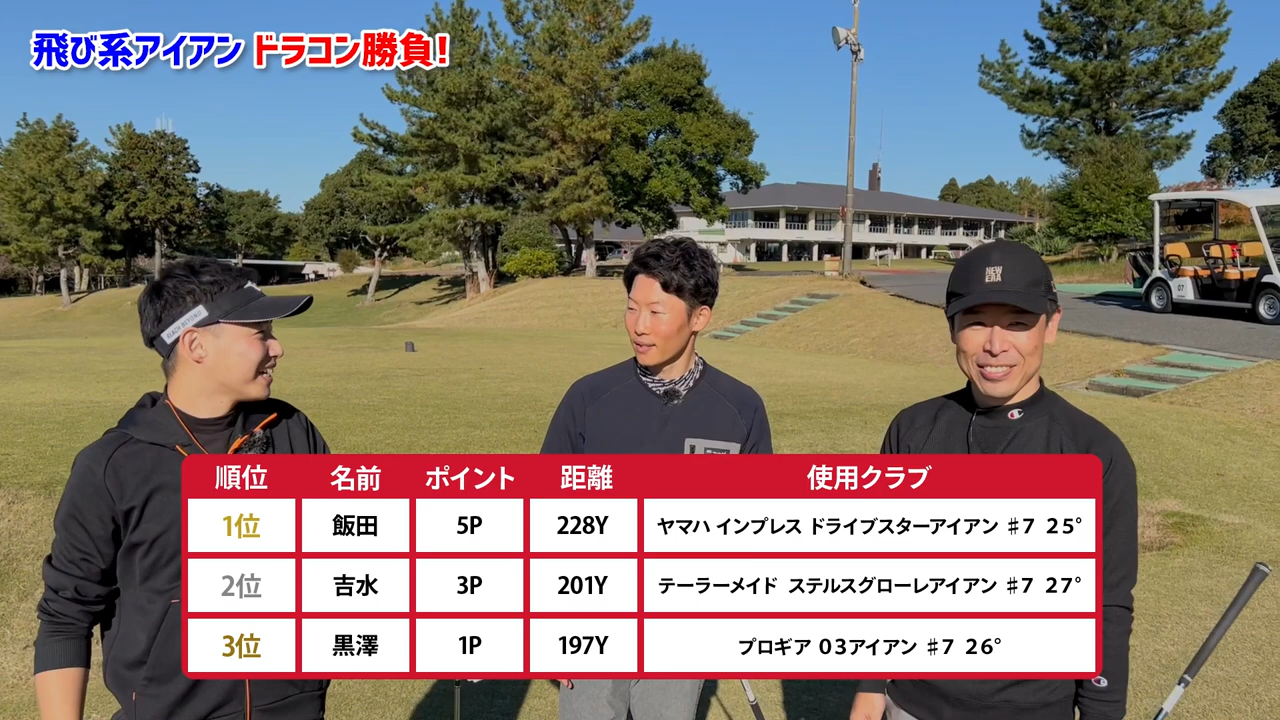 飛び系アイアン ドラコン勝負!
NEW
ERA
REACH BEYOND
07
順位 名前 ポイント 距離 使用クラブ
1位 飯田 5P 228Y ヤマハ インプレス ドライブスターアイアン ♯7 25°
2位 吉水 3P 201Y テーラーメイド ステルスグローレアイアン ♯7 27°
3位 黒澤 1P 197Y プロギア 03アイアン ♯7 26°